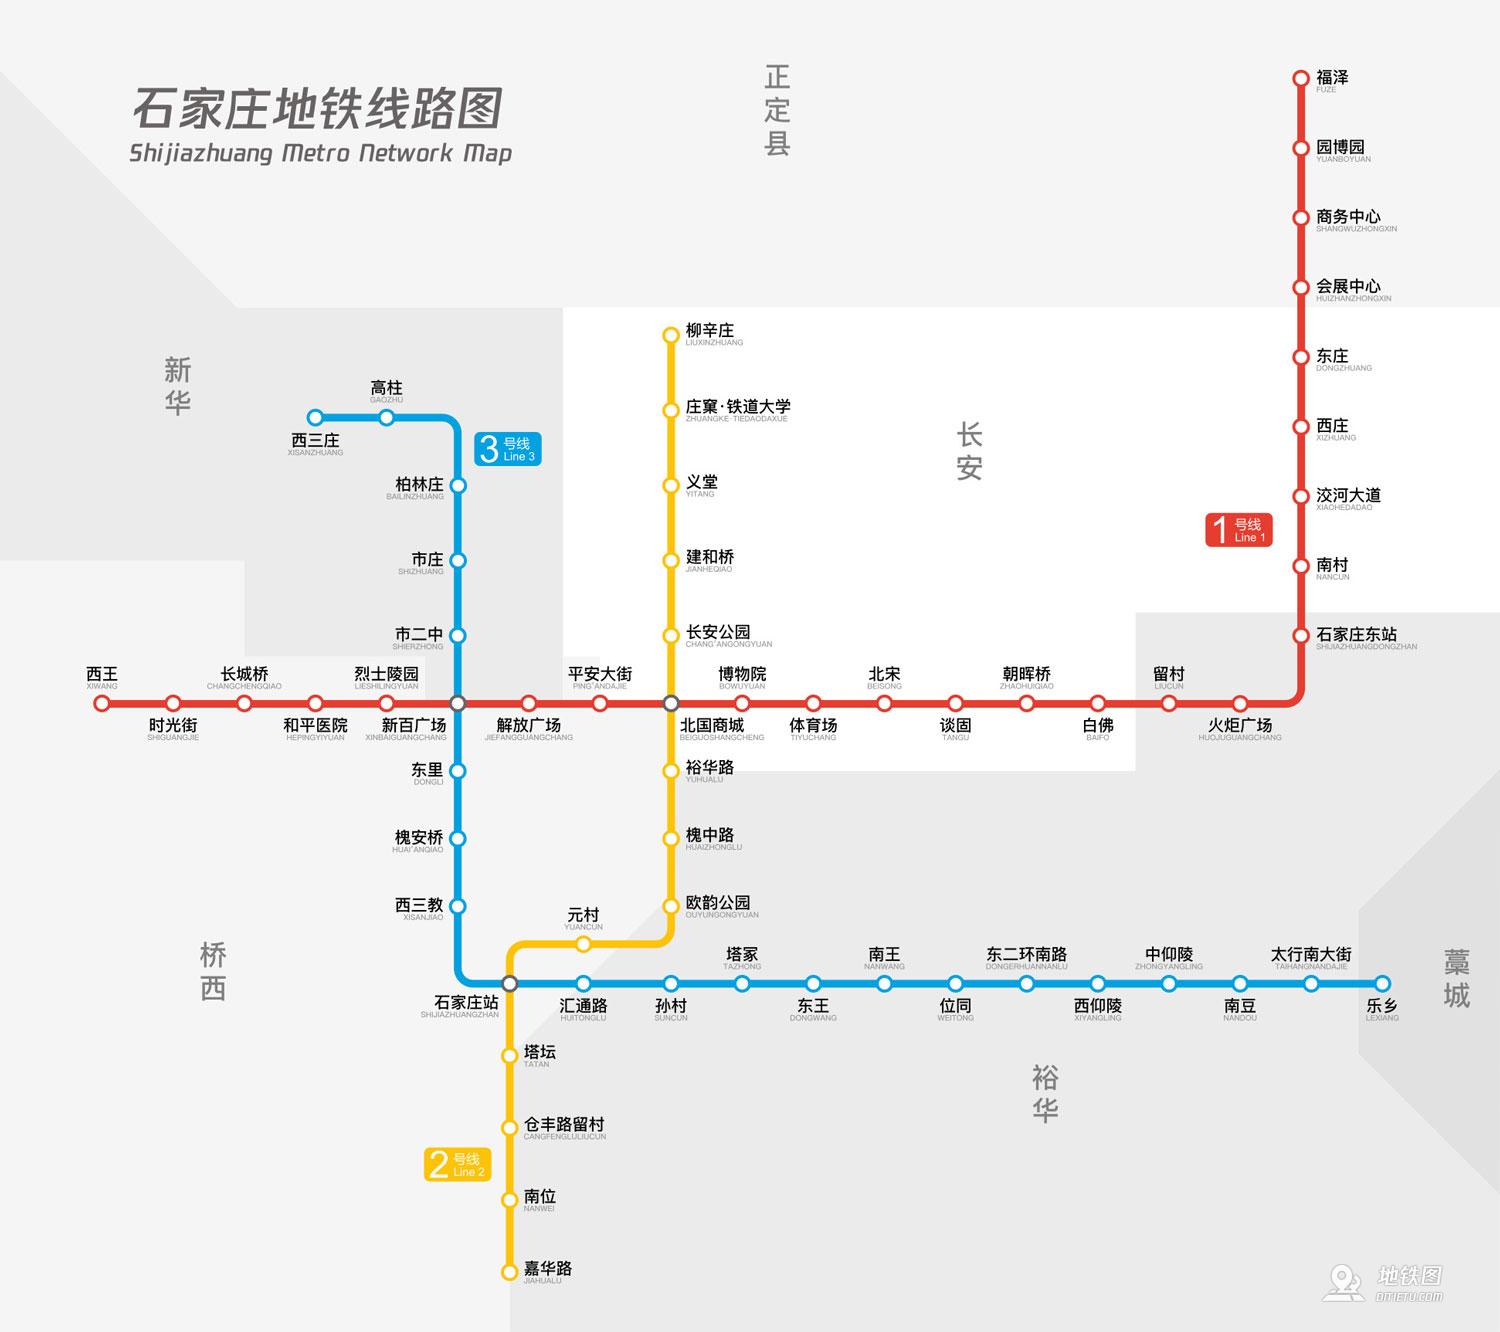 石家庄地铁线路图
Shijiazhuang Metro Network Map
正定县
福泽
FUZE
园博园
YUANBOYUAN
商务中心
SHANGWUZHONGXIN
会展中心
HUIZHANZHONGXIN
东庄
DONGZHUANG
西庄
XIZHUANG
洨河大道
XIAOHEDADAO
南村
NANCUN
石家庄东站
SHIJIAZHUANGDONGZHAN
1 号线
Line 1
新华
长安
高柱
GAOZHU
西三庄
XISANZHUANG
3 号线
Line 3
柏林庄
BAILINZHUANG
市庄
SHIZHUANG
市二中
SHIERZHONG
柳辛庄
LIUXINZHUANG
庄窠·铁道大学
ZHUANGKE·TIEDAODAXUE
义堂
YITANG
建和桥
JIANHEQIAO
长安公园
CHANG'ANGONGYUAN
西王
XIWANG
长城桥
CHANGCHENGQIAO
烈士陵园
LIESHILINGYUAN
平安大街
PING'ANDAJIE
博物院
BOWUYUAN
北宋
BEISONG
朝晖桥
ZHAOHUIQIAO
留村
LIUCUN
时光街
SHIGUANGJIE
和平医院
HEPINGYIYUAN
新百广场
XINBAIGUANGCHANG
解放广场
JIEFANGGUANGCHANG
北国商城
BEIGUOSHANGCHENG
体育场
TIYUCHANG
谈固
TANGU
白佛
BAIFO
火炬广场
HUOJUGUANGCHANG
东里
DONGLI
槐安桥
HUAI'ANQIAO
西三教
XISANJIAO
裕华路
YUHUALU
槐中路
HUAIZHONGLU
欧韵公园
OUYUNGONGYUAN
元村
YUANCUN
桥西
藁城
塔冢
TAZHONG
南王
NANWANG
东二环南路
DONGERHUANNANLU
中仰陵
ZHONGYANGLING
太行南大街
TAIHANGNANDAJIE
石家庄站
SHIJIAZHUANGZHAN
汇通路
HUITONGLU
孙村
SUNCUN
东王
DONGWANG
位同
WEITONG
西仰陵
XIYANGLING
南豆
NANDOU
乐乡
LEXIANG
裕华
塔坛
TATAN
仓丰路留村
CANGFENGLULIUCUN
2 号线
Line 2
南位
NANWEI
嘉华路
JIAHUALU
地铁图
DITIETU.COM